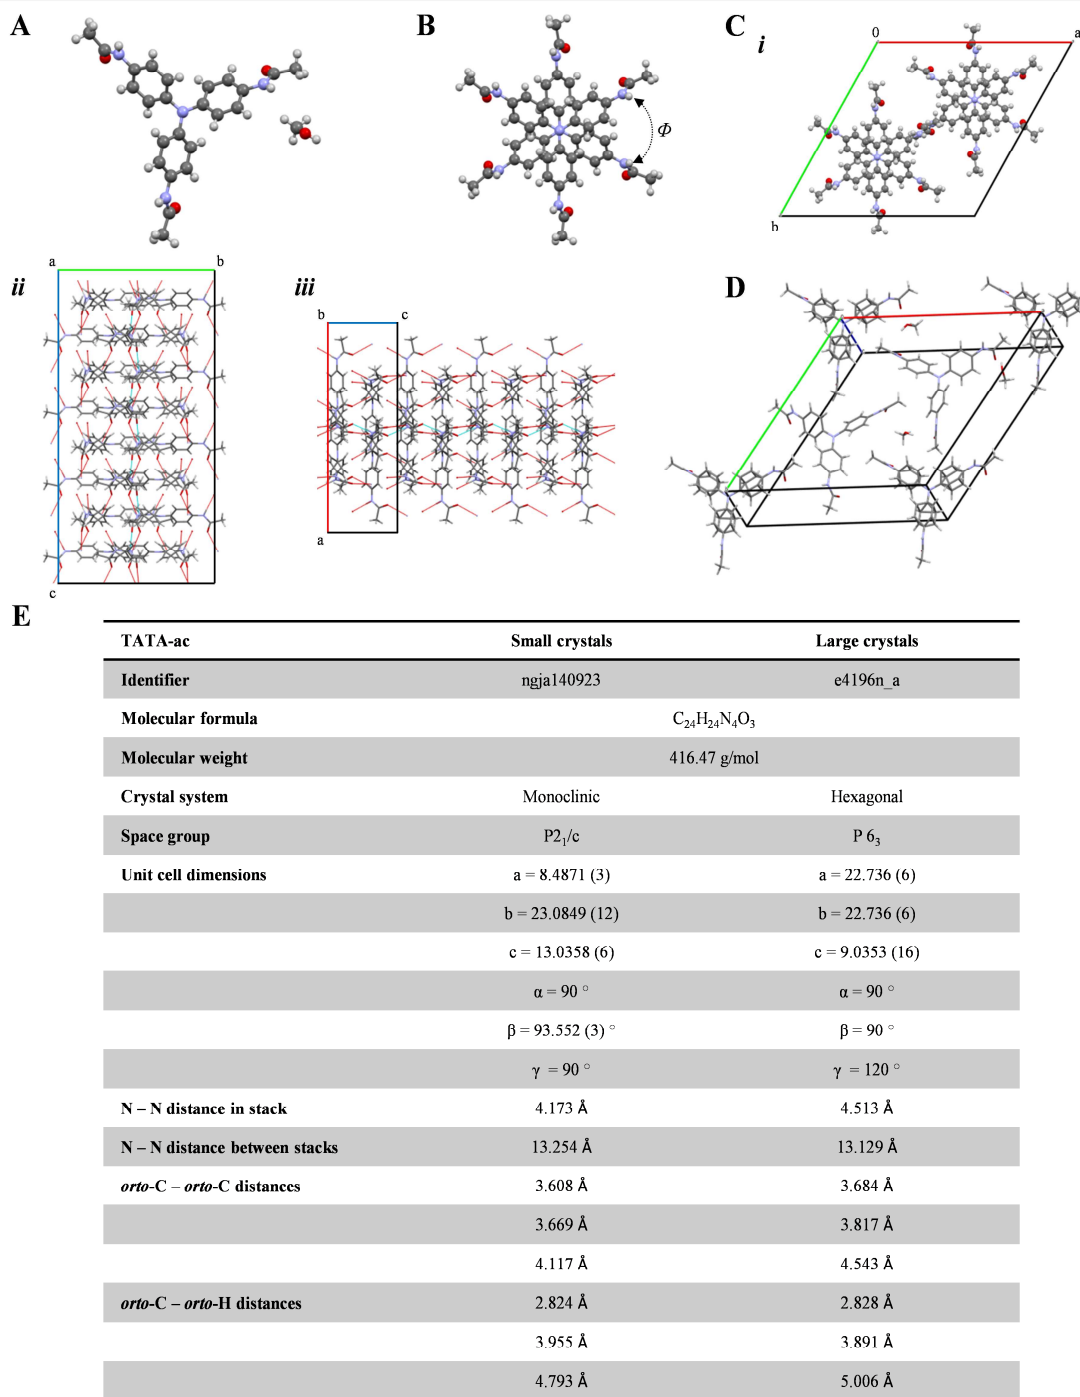 A
B
Φ
C
i
0
a
b
ii
a
b
c
iii
b
c
a
D
E
TATA-ac Small crystals Large crystals
Identifier ngja140923 e4196n_a
Molecular formula C₂₄H₂₄N₄O₃
Molecular weight 416.47 g/mol
Crystal system Monoclinic Hexagonal
Space group P2₁/c P 6₃
Unit cell dimensions a = 8.4871 (3) a = 22.736 (6)
b = 23.0849 (12) b = 22.736 (6)
c = 13.0358 (6) c = 9.0353 (16)
α = 90 ° α = 90 °
β = 93.552 (3) ° β = 90 °
γ = 90 ° γ = 120 °
N – N distance in stack 4.173 Å 4.513 Å
N – N distance between stacks 13.254 Å 13.129 Å
orto-C – orto-C distances 3.608 Å 3.684 Å
3.669 Å 3.817 Å
4.117 Å 4.543 Å
orto-C – orto-H distances 2.824 Å 2.828 Å
3.955 Å 3.891 Å
4.793 Å 5.006 Å